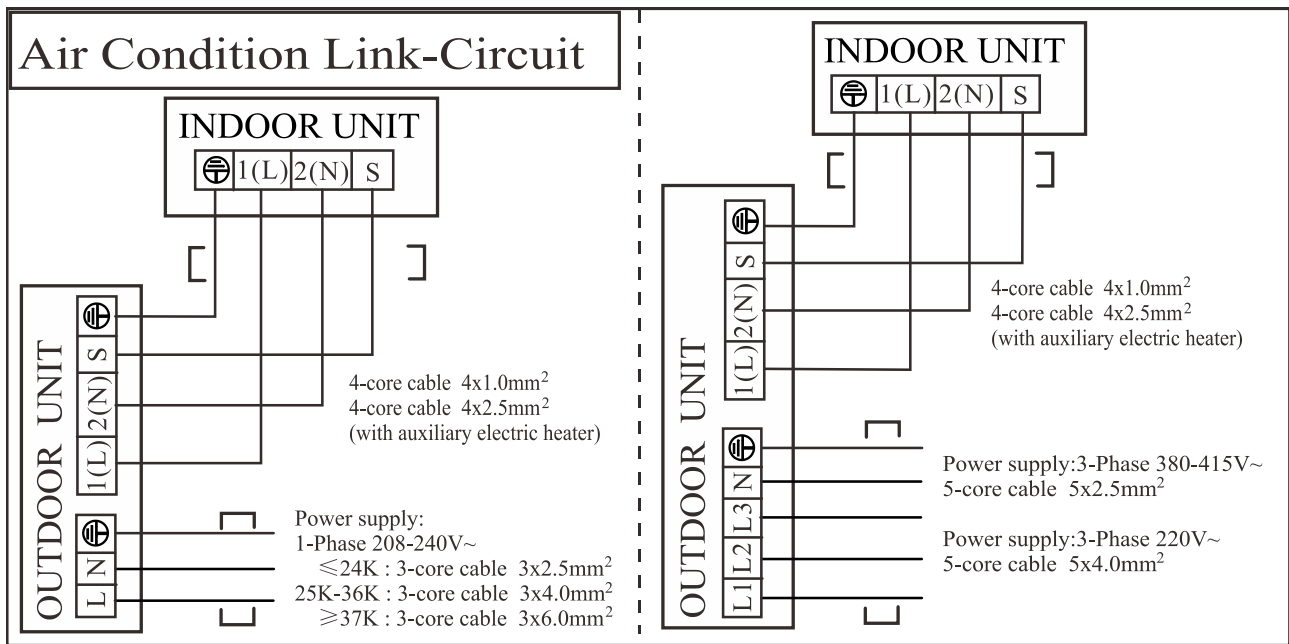 Air Condition Link-Circuit
INDOOR UNIT
1(L) 2(N) S
OUTDOOR UNIT
S
2(N)
1(L)
N
L
4-core cable 4x1.0mm²
4-core cable 4x2.5mm²
(with auxiliary electric heater)
Power supply:
1-Phase 208-240V~
≤24K : 3-core cable 3x2.5mm²
25K-36K : 3-core cable 3x4.0mm²
≥37K : 3-core cable 3x6.0mm²
INDOOR UNIT
1(L) 2(N) S
OUTDOOR UNIT
S
2(N)
1(L)
N
L3
L2
L1
4-core cable 4x1.0mm²
4-core cable 4x2.5mm²
(with auxiliary electric heater)
Power supply:3-Phase 380-415V~
5-core cable 5x2.5mm²
Power supply:3-Phase 220V~
5-core cable 5x4.0mm²